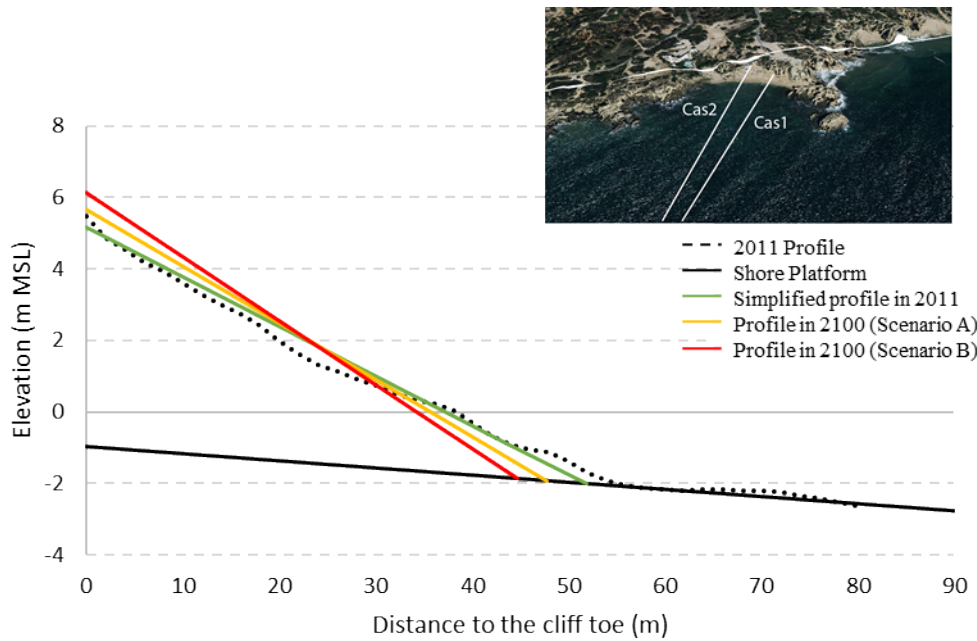 Cas2
Cas1
8
6
4
2
0
-2
-4
Elevation (m MSL)
2011 Profile
Shore Platform
Simplified profile in 2011
Profile in 2100 (Scenario A)
Profile in 2100 (Scenario B)
0 10 20 30 40 50 60 70 80 90
Distance to the cliff toe (m)